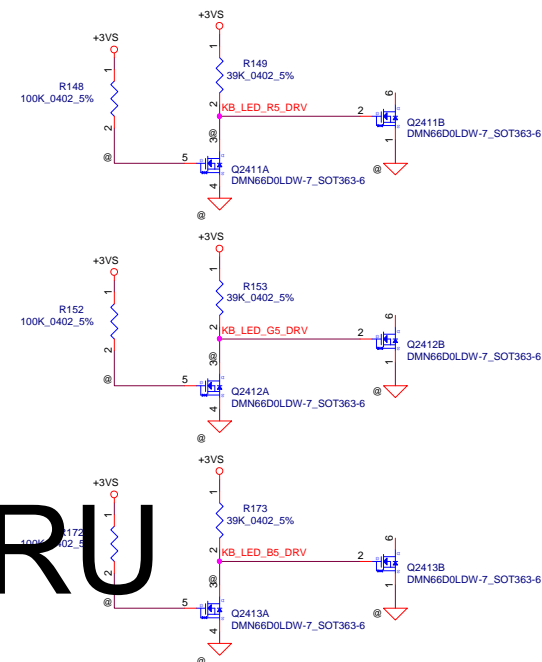 +3VS
+3VS
1
R149
39K_0402_5%
1
R148
100K_0402_5%
2
KB_LED_R5_DRV
2
6
Q2411B
DMN66D0LDW-7_SOT363-6
2
3@
1
@
5
Q2411A
DMN66D0LDW-7_SOT363-6
@
4
@
+3VS
+3VS
1
R153
39K_0402_5%
1
R152
100K_0402_5%
2
KB_LED_G5_DRV
2
6
Q2412B
DMN66D0LDW-7_SOT363-6
2
3@
1
@
5
Q2412A
DMN66D0LDW-7_SOT363-6
@
4
@
+3VS
+3VS
1
R173
39K_0402_5%
1
R172
RU
2
KB_LED_B5_DRV
2
6
Q2413B
DMN66D0LDW-7_SOT363-6
2
3@
1
@
5
Q2413A
DMN66D0LDW-7_SOT363-6
@
4
@